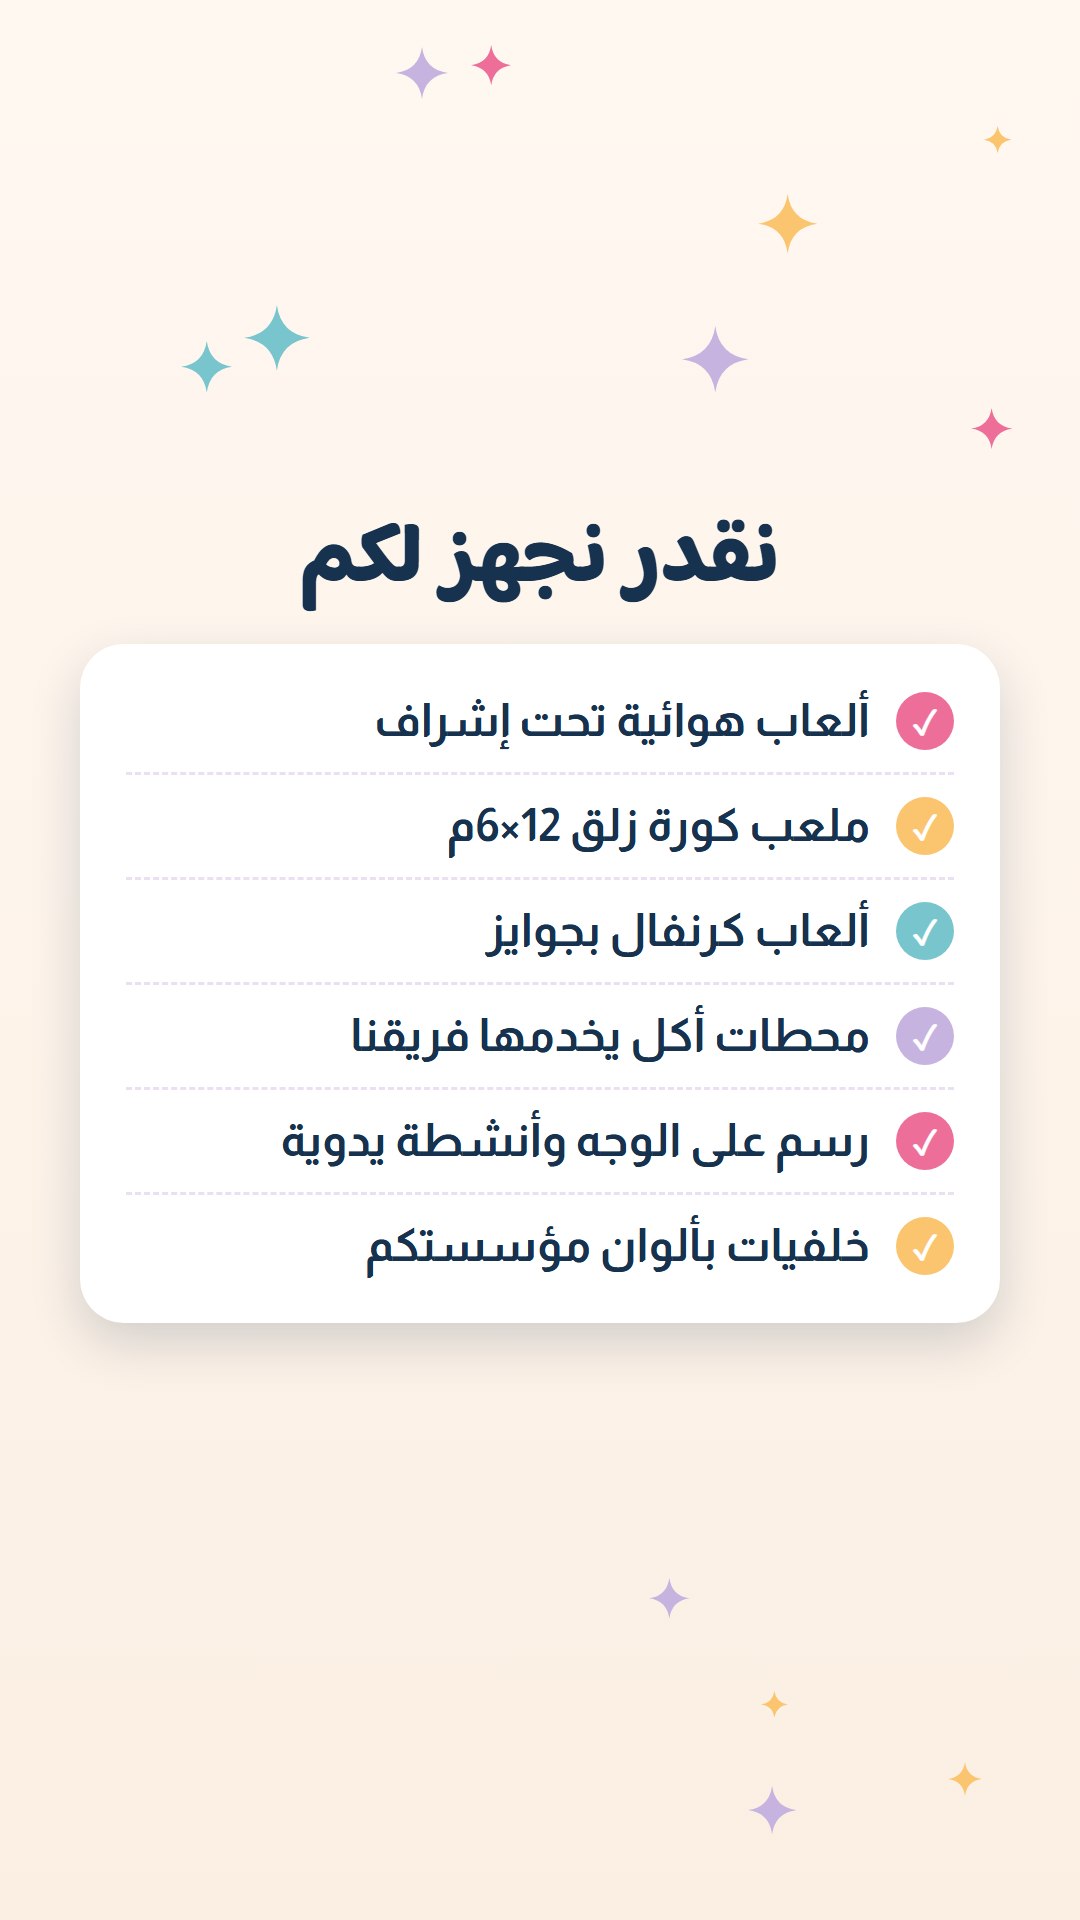 نقدر نجهز لكم
ألعاب هوائية تحت إشراف
ملعب كورة زلق 12×6م
ألعاب كرنفال بجوايز
محطات أكل يخدمها فريقنا
رسم على الوجه وأنشطة يدوية
خلفيات بألوان مؤسستكم